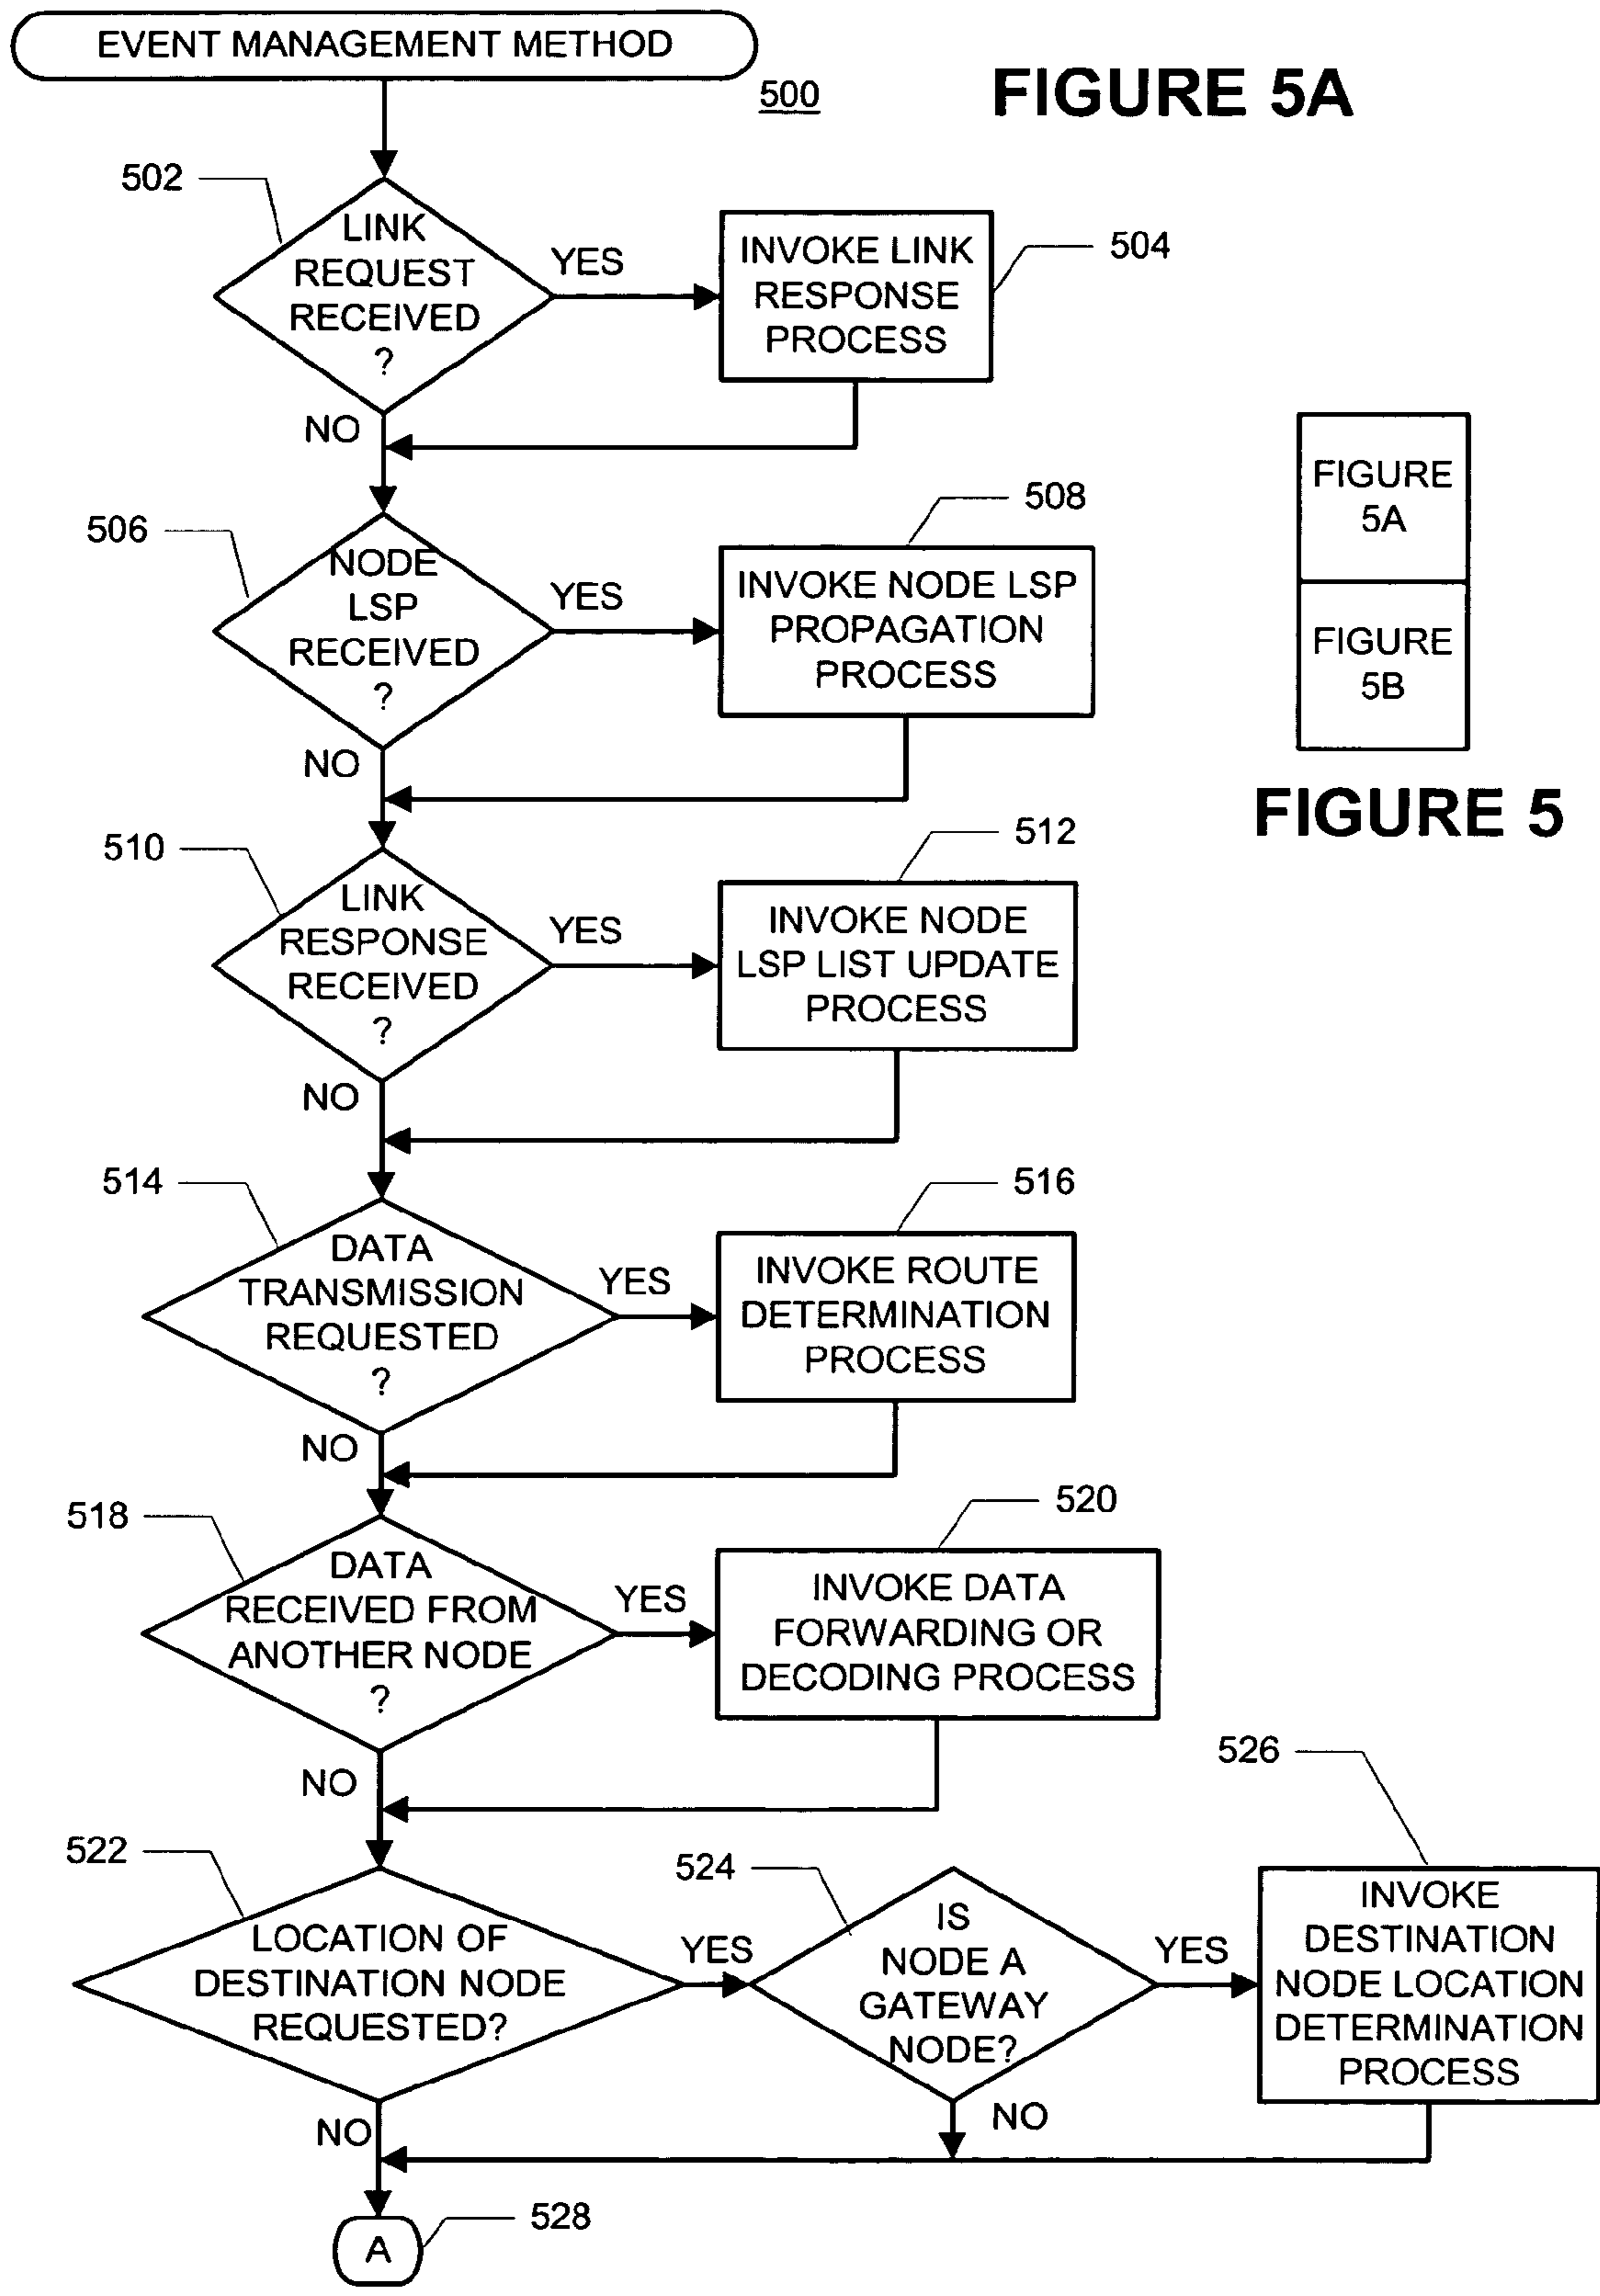 EVENT MANAGEMENT METHOD
500
FIGURE 5A
502
LINK
REQUEST
RECEIVED
?
YES
INVOKE LINK
RESPONSE
PROCESS
504
NO
506
NODE
LSP
RECEIVED
?
YES
508
INVOKE NODE LSP
PROPAGATION
PROCESS
NO
FIGURE
5A
FIGURE
5B
FIGURE 5
510
LINK
RESPONSE
RECEIVED
?
YES
512
INVOKE NODE
LSP LIST UPDATE
PROCESS
NO
514
DATA
TRANSMISSION
REQUESTED
?
YES
516
INVOKE ROUTE
DETERMINATION
PROCESS
NO
518
DATA
RECEIVED FROM
ANOTHER NODE
?
YES
520
INVOKE DATA
FORWARDING OR
DECODING PROCESS
NO
522
LOCATION OF
DESTINATION NODE
REQUESTED?
YES
524
IS
NODE A
GATEWAY
NODE?
YES
526
INVOKE
DESTINATION
NODE LOCATION
DETERMINATION
PROCESS
NO
NO
A
528